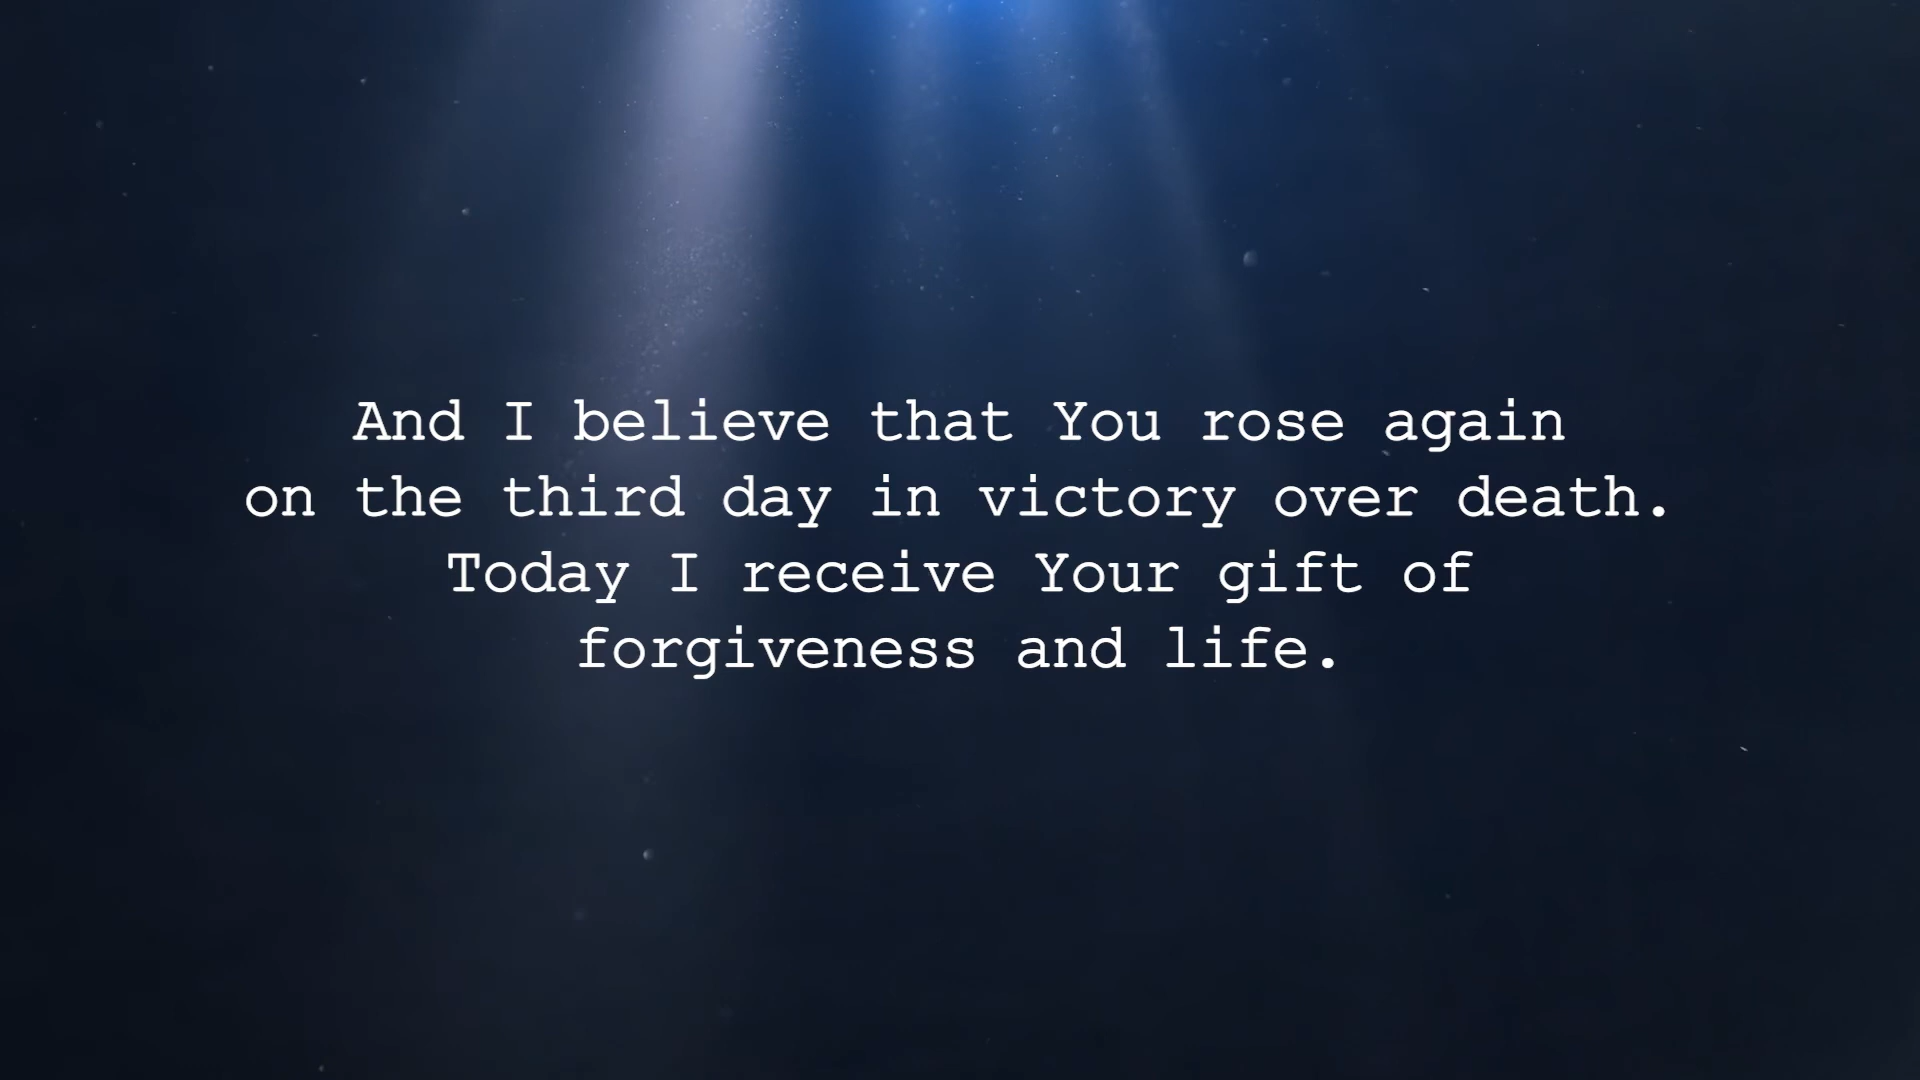 And I believe that You rose again
on the third day in victory over death.
Today I receive Your gift of
forgiveness and life.